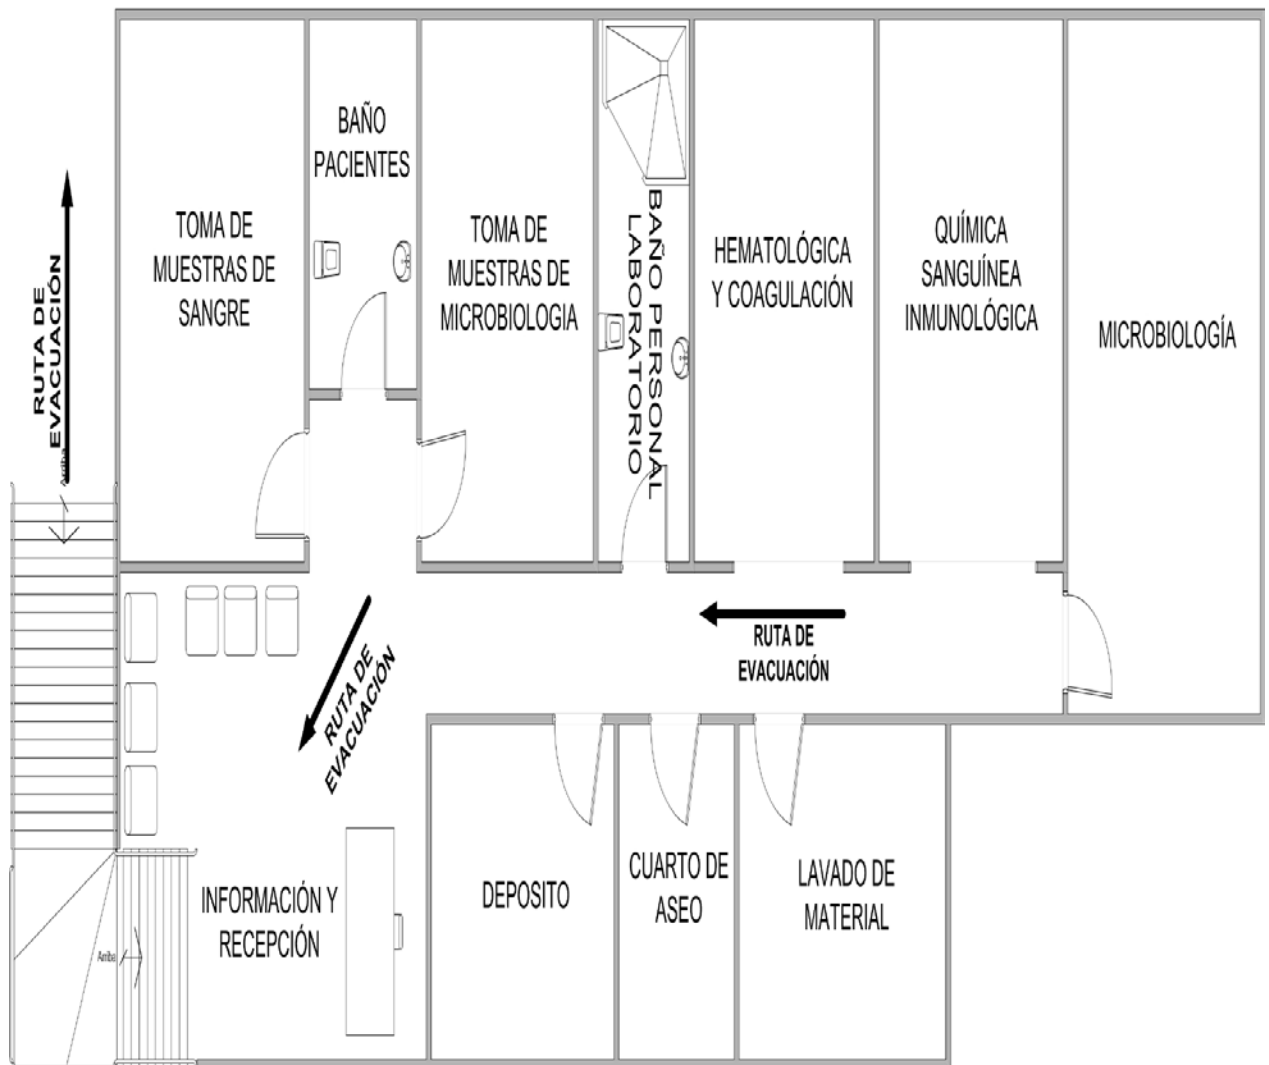 BAÑO
PACIENTES
TOMA DE
MUESTRAS DE
SANGRE
TOMA DE
MUESTRAS DE
MICROBIOLOGIA
BAÑO PERSONAL
LABORATORIO
HEMATOLÓGICA
Y COAGULACIÓN
QUÍMICA
SANGUÍNEA
INMUNOLÓGICA
MICROBIOLOGÍA
RUTA DE
EVACUACIÓN
Arriba
RUTA DE
EVACUACIÓN
RUTA DE
EVACUACIÓN
INFORMACIÓN Y
RECEPCIÓN
Arriba
DEPOSITO
CUARTO DE
ASEO
LAVADO DE
MATERIAL